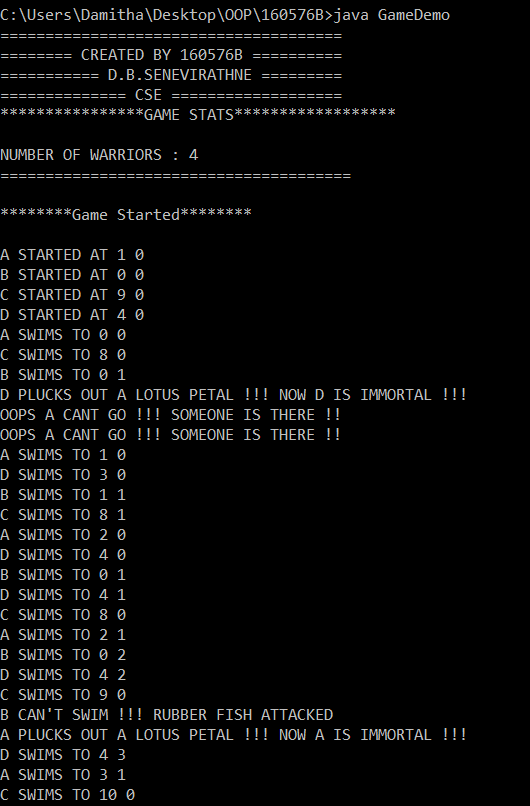 C:\Users\Damitha\Desktop\OOP\160576B>java GameDemo
======================================
======== CREATED BY 160576B ==========
=========== D.B.SENEVIRATHNE =========
============== CSE ===================
****************GAME STATS******************
NUMBER OF WARRIORS : 4
=======================================
********Game Started********
A STARTED AT 1 0
B STARTED AT 0 0
C STARTED AT 9 0
D STARTED AT 4 0
A SWIMS TO 0 0
C SWIMS TO 8 0
B SWIMS TO 0 1
D PLUCKS OUT A LOTUS PETAL !!! NOW D IS IMMORTAL !!!
OOPS A CANT GO !!! SOMEONE IS THERE !!
OOPS A CANT GO !!! SOMEONE IS THERE !!
A SWIMS TO 1 0
D SWIMS TO 3 0
B SWIMS TO 1 1
C SWIMS TO 8 1
A SWIMS TO 2 0
D SWIMS TO 4 0
B SWIMS TO 0 1
D SWIMS TO 4 1
C SWIMS TO 8 0
A SWIMS TO 2 1
B SWIMS TO 0 2
D SWIMS TO 4 2
C SWIMS TO 9 0
B CAN'T SWIM !!! RUBBER FISH ATTACKED
A PLUCKS OUT A LOTUS PETAL !!! NOW A IS IMMORTAL !!!
D SWIMS TO 4 3
A SWIMS TO 3 1
C SWIMS TO 10 0